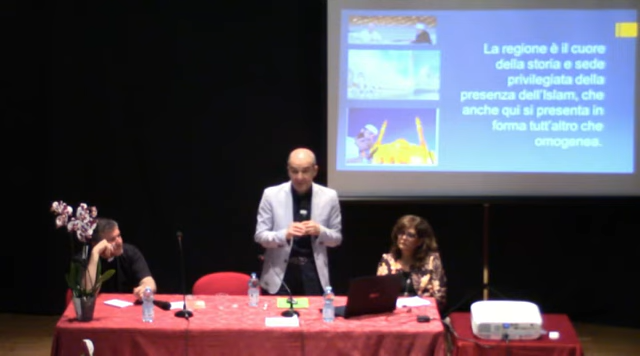 La regione è il cuore
della storia e sede
privilegiata della
presenza dell'Islam, che
anche qui si presenta in
forma tutt'altro che
omogenea.